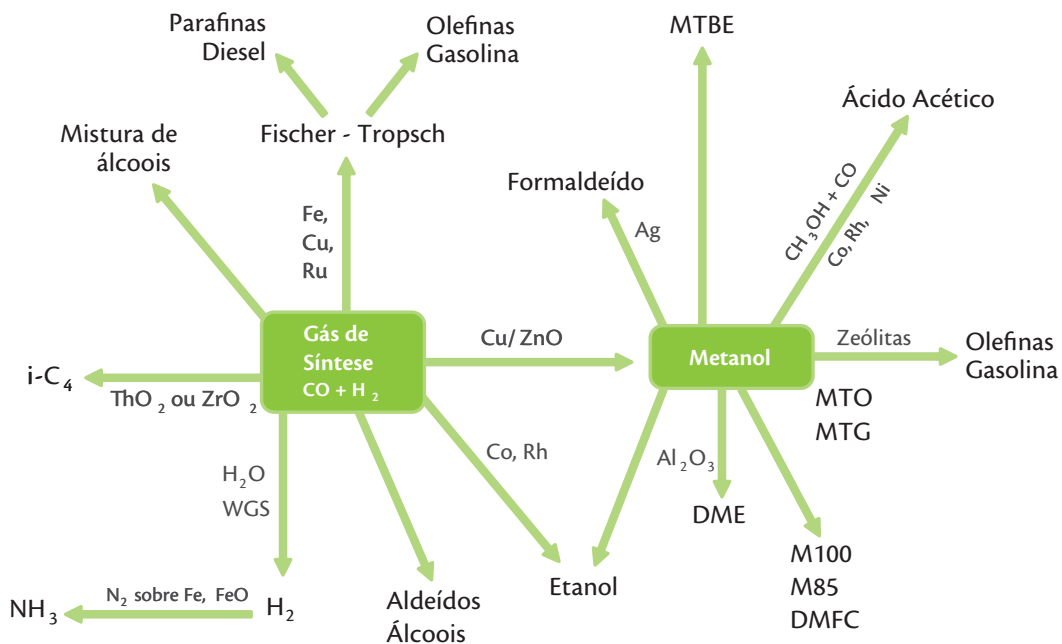 Parafinas
Diesel
Olefinas
Gasolina
MTBE
Ácido Acético
Mistura de
álcoois
Fischer - Tropsch
Formaldeído
Fe,
Cu,
Ru
Ag
CH₃OH + CO
Co, Rh, Ni
Gás de
Síntese
CO + H₂
Cu/ ZnO
Metanol
Zeólitas
Olefinas
Gasolina
i-C₄
ThO₂ ou ZrO₂
MTO
MTG
H₂O
WGS
Co, Rh
Al₂O₃
DME
M100
M85
DMFC
Etanol
Aldeídos
Álcoois
H₂
N₂ sobre Fe, FeO
NH₃